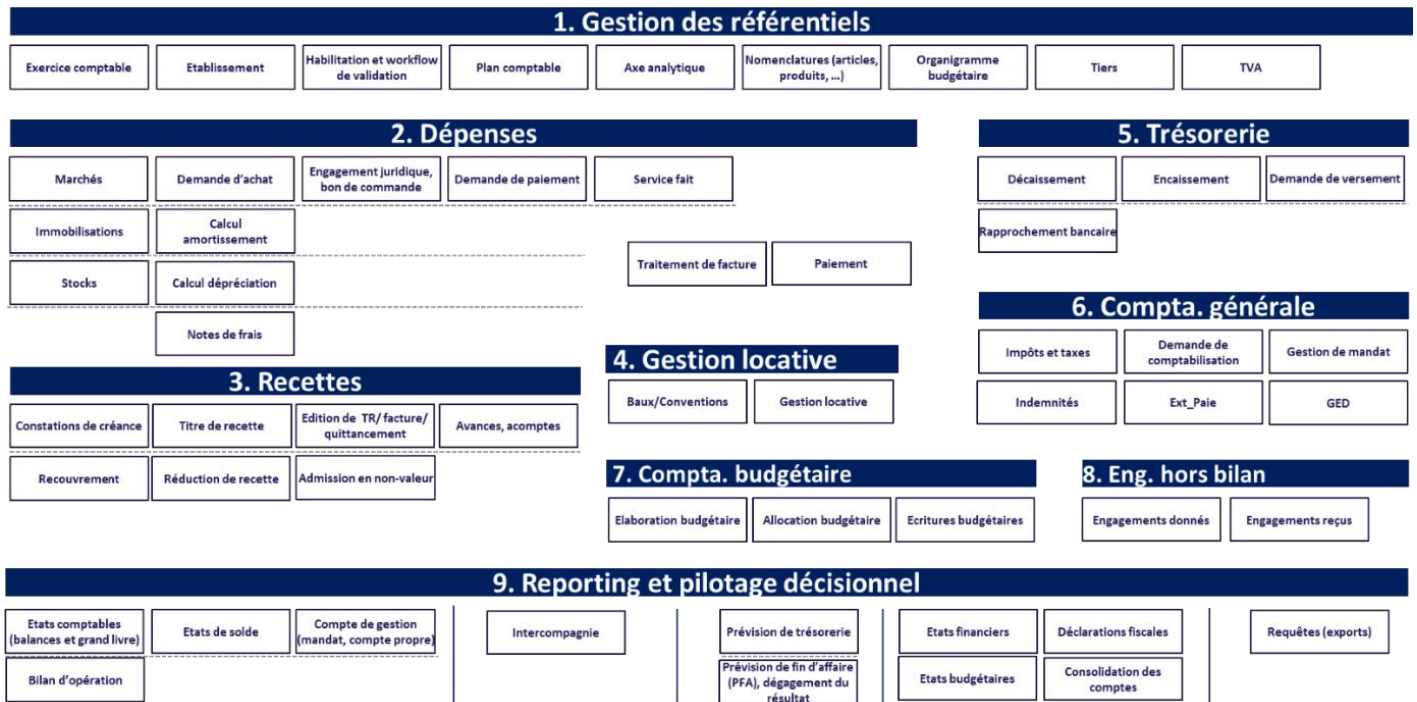 1. Gestion des référentiels
Exercice comptable
Etablissement
Habilitation et workflow
de validation
Plan comptable
Axe analytique
Nomenclatures (articles,
produits, ...)
Organigramme
budgétaire
Tiers
TVA
2. Dépenses
Marchés
Demande d'achat
Engagement juridique,
bon de commande
Demande de paiement
Service fait
Immobilisations
Calcul
amortissement
Stocks
Calcul dépréciation
Notes de frais
Traitement de facture
Paiement
5. Trésorerie
Décaissement
Encaissement
Demande de versement
Rapprochement bancaire
6. Compta. générale
Impôts et taxes
Demande de
comptabilisation
Gestion de mandat
Indemnités
Ext_Paie
GED
3. Recettes
Constations de créance
Titre de recette
Edition de TR/ facture/
quittancement
Avances, acomptes
Recouvrement
Réduction de recette
Admission en non-valeur
4. Gestion locative
Baux/Conventions
Gestion locative
7. Compta. budgétaire
Elaboration budgétaire
Allocation budgétaire
Ecritures budgétaires
8. Eng. hors bilan
Engagements donnés
Engagements reçus
9. Reporting et pilotage décisionnel
Etats comptables
(balances et grand livre)
Etats de solde
Compte de gestion
(mandat, compte propre)
Bilan d'opération
Intercompagnie
Prévision de trésorerie
Prévision de fin d'affaire
(PFA), dégagement du
résultat
Etats financiers
Déclarations fiscales
Etats budgétaires
Consolidation des
comptes
Requêtes (exports)